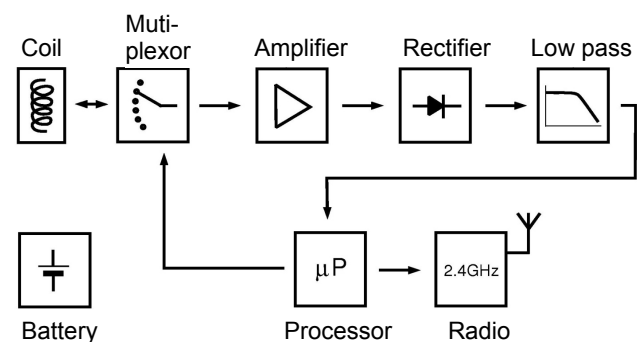 Coil
Muti-
plexor
Amplifier
Rectifier
Low pass
μP
2.4GHz
Battery
Processor
Radio